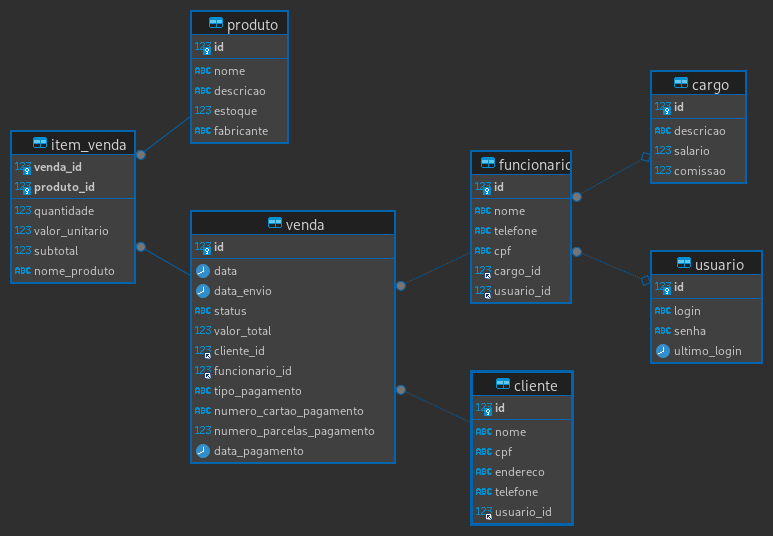 produto
123 id
ABC nome
ABC descricao
123 estoque
ABC fabricante
item_venda
123 venda_id
123 produto_id
123 quantidade
123 valor_unitario
123 subtotal
ABC nome_produto
venda
123 id
data
data_envio
ABC status
123 valor_total
123 cliente_id
123 funcionario_id
ABC tipo_pagamento
ABC numero_cartao_pagamento
123 numero_parcelas_pagamento
data_pagamento
funcionario
123 id
ABC nome
ABC telefone
ABC cpf
123 cargo_id
123 usuario_id
cargo
123 id
ABC descricao
123 salario
123 comissao
usuario
123 id
ABC login
ABC senha
ultimo_login
cliente
123 id
ABC nome
ABC cpf
ABC endereco
ABC telefone
123 usuario_id